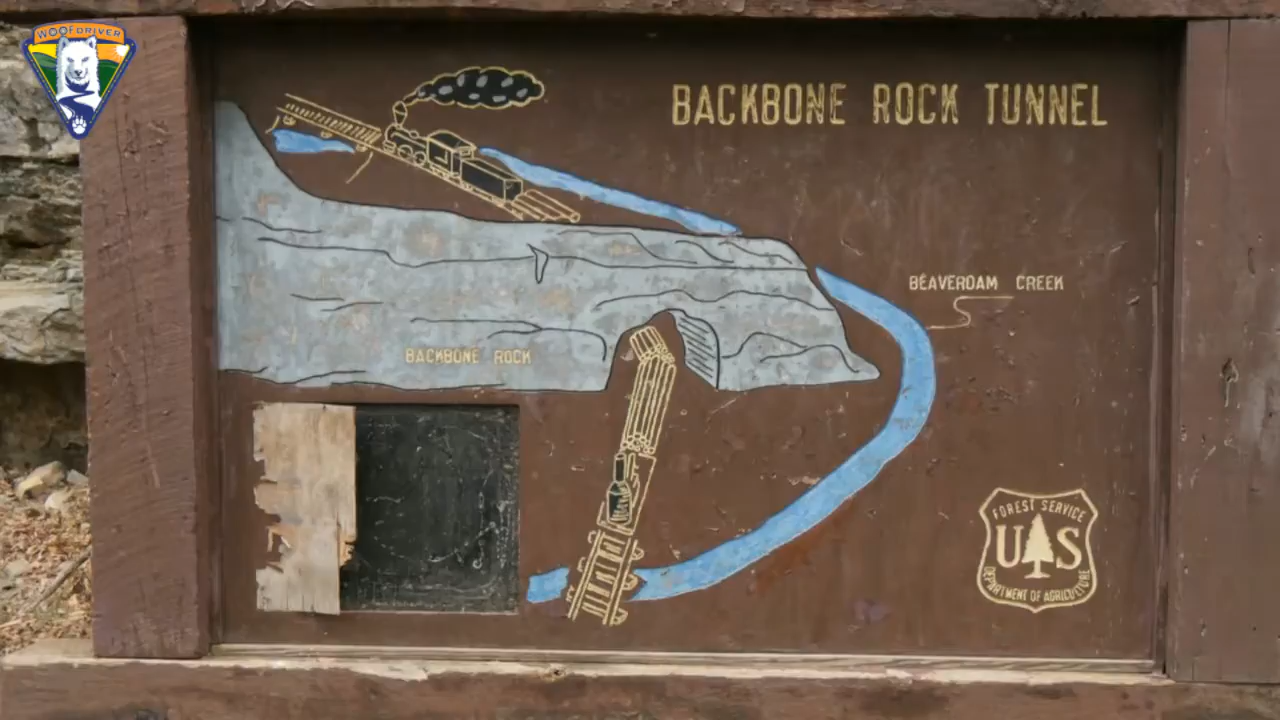 WOOFDRIVER
BACKBONE ROCK TUNNEL
BEAVERDAM CREEK
BACKBONE ROCK
FOREST SERVICE
U S
DEPARTMENT OF AGRICULTURE